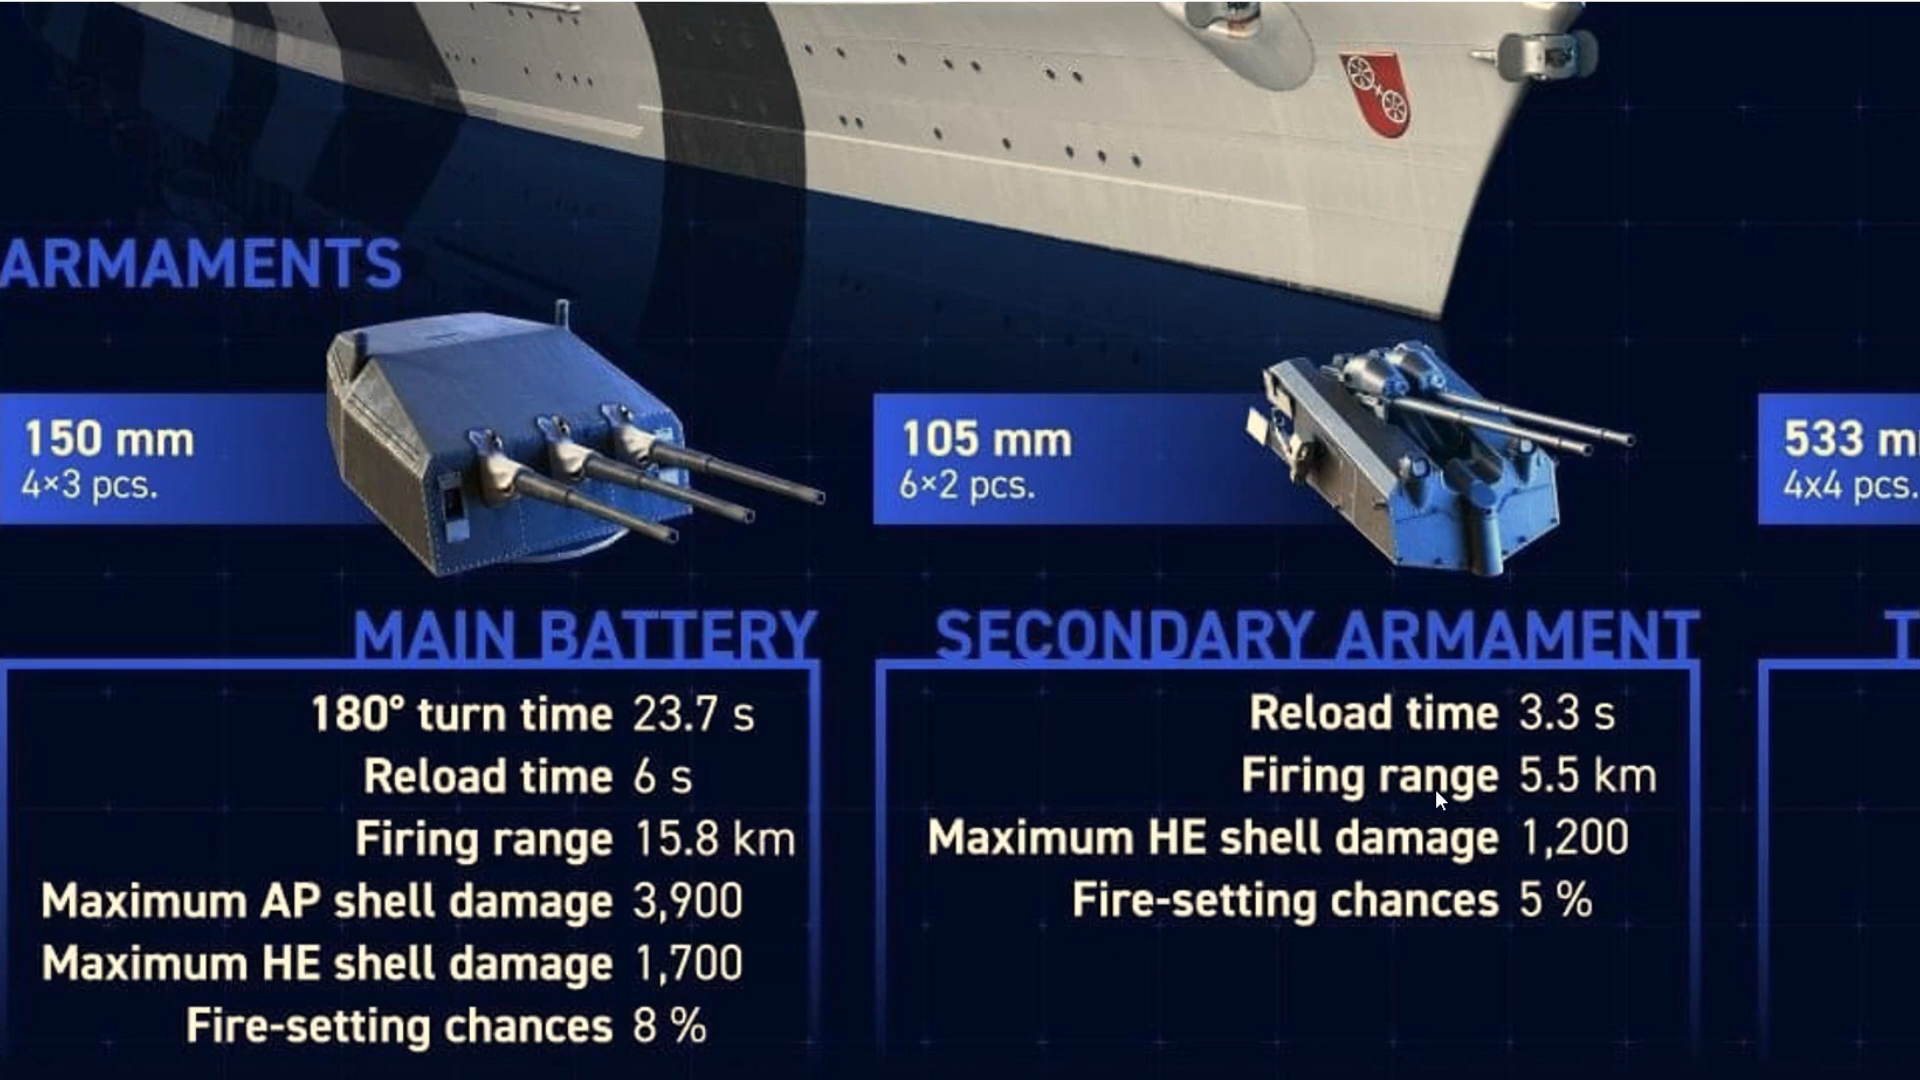 ARMAMENTS
150 mm
4×3 pcs.
105 mm
6×2 pcs.
533
4x4 pcs.
MAIN BATTERY
180° turn time 23.7 s
Reload time 6 s
Firing range 15.8 km
Maximum AP shell damage 3,900
Maximum HE shell damage 1,700
Fire-setting chances 8 %
SECONDARY ARMAMENT
Reload time 3.3 s
Firing range 5.5 km
Maximum HE shell damage 1,200
Fire-setting chances 5 %